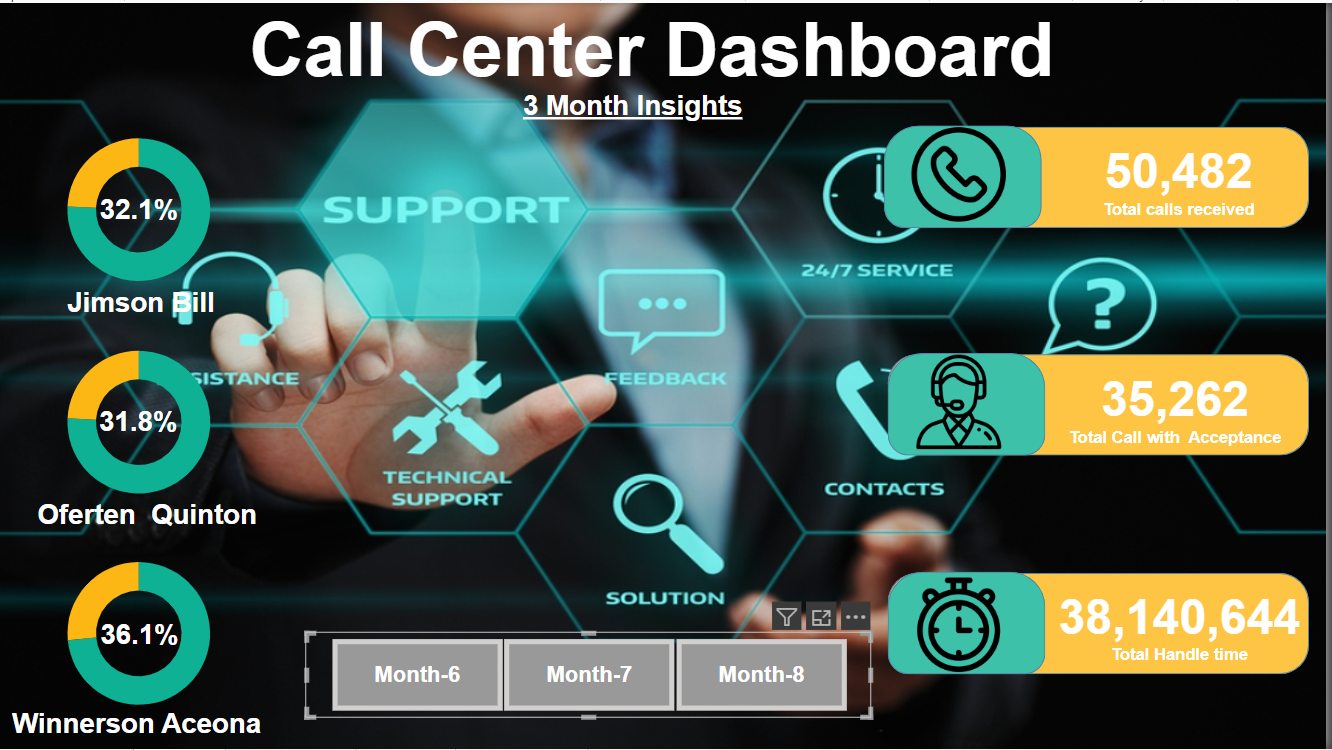 Call Center Dashboard
3 Month Insights
32.1%
Jimson Bill
31.8%
Oferten  Quinton
36.1%
Winnerson Aceona
SUPPORT
SISTANCE
FEEDBACK
24/7 SERVICE
TECHNICAL
SUPPORT
CONTACTS
SOLUTION
50,482
Total calls received
35,262
Total Call with  Acceptance
38,140,644
Total Handle time
Month-6
Month-7
Month-8